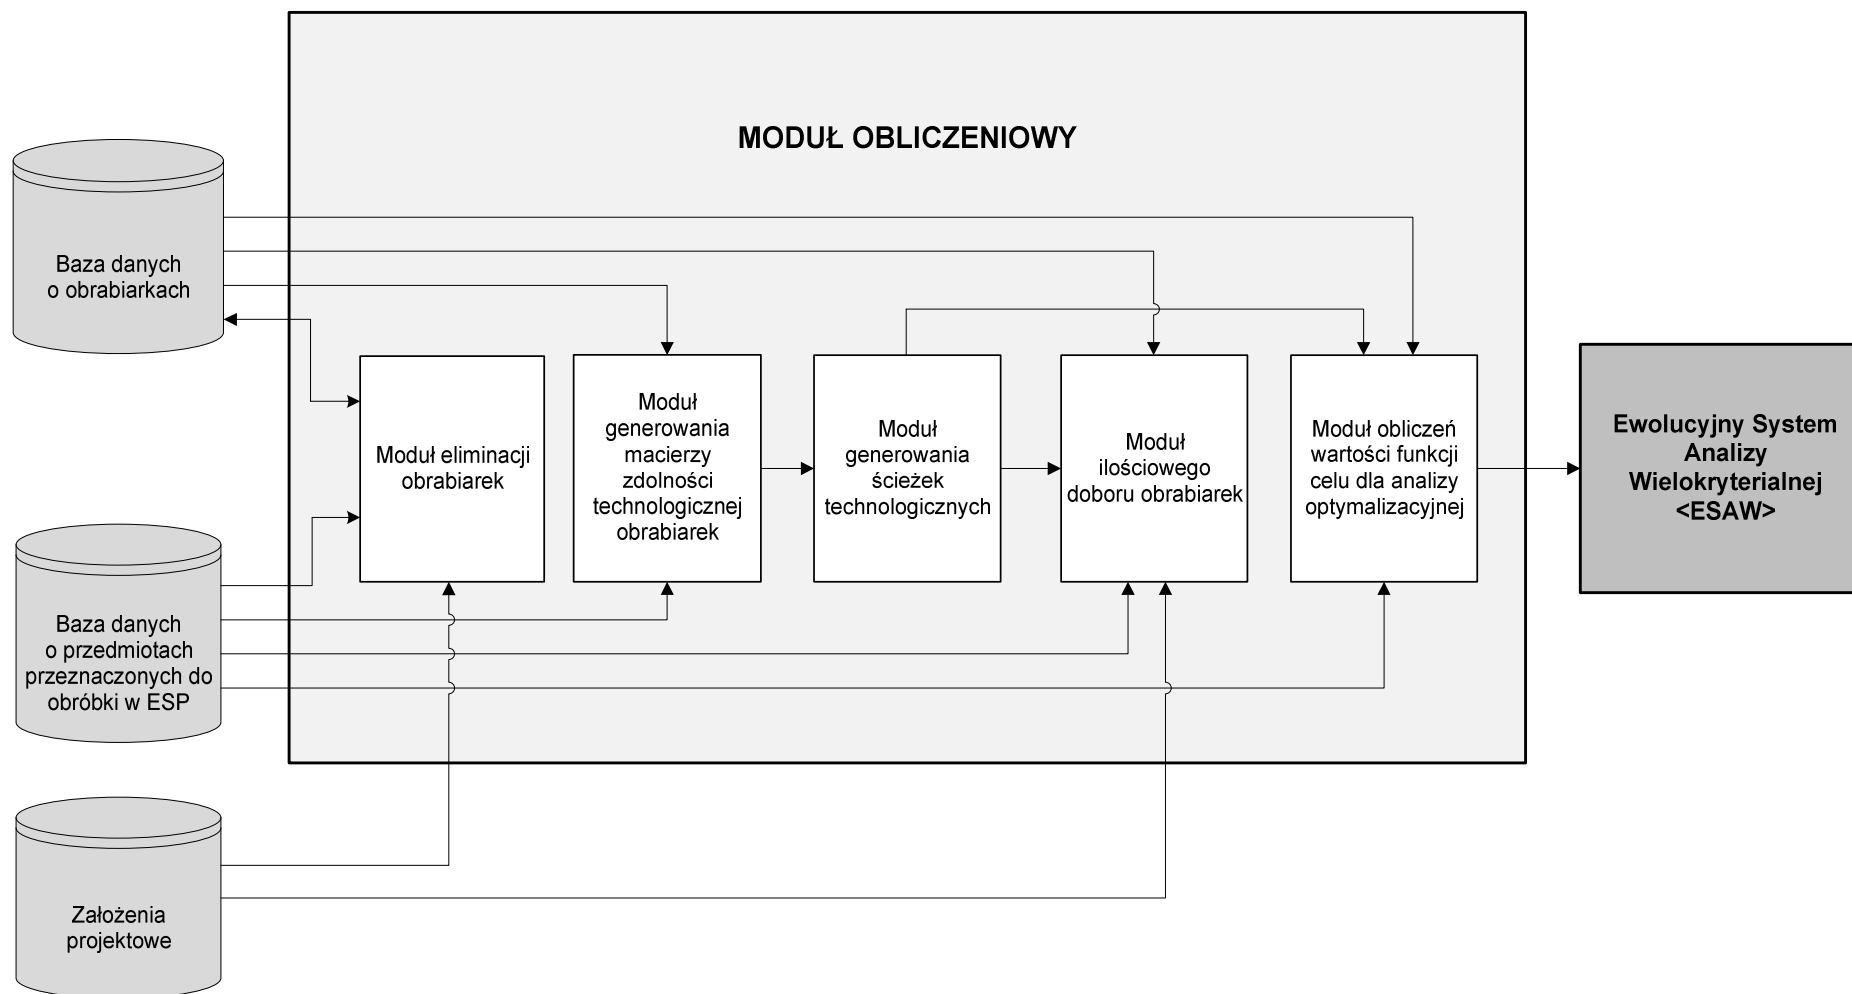 MODUŁ OBLICZENIOWY
Baza danych
o obrabiarkach
Moduł eliminacji
obrabiarek
Moduł
generowania
macierzy
zdolności
technologicznej
obrabiarek
Moduł
generowania
ścieżek
technologicznych
Moduł
ilościowego
doboru obrabiarek
Moduł obliczeń
wartości funkcji
celu dla analizy
optymalizacyjnej
Ewolucyjny System
Analizy
Wielokryterialnej
<ESAW>
Baza danych
o przedmiotach
przeznaczonych do
obróbki w ESP
Założenia
projektowe